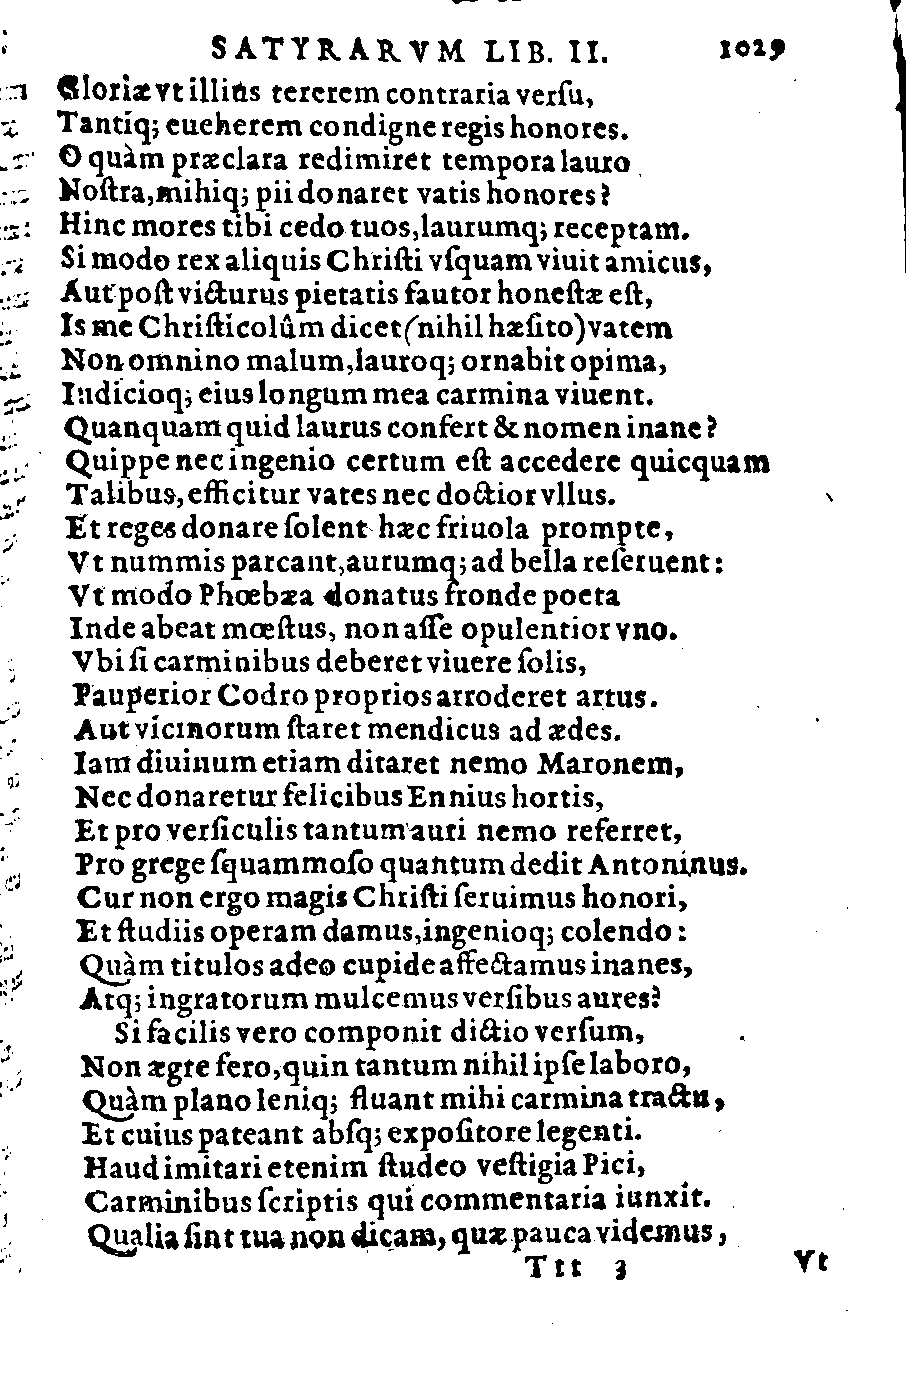 SATYRARVM LIB. II. 1029
Gloriæ vt illius tererem contraria versu,
Tantíq; eueherem condigne regis honores.
O quàm præclara redimiret tempora lauro
Nostra, mihiq; pii donaret vatis honores?
Hinc mores tibi cedo tuos, laurumq; receptam.
Si modo rex aliquis Christi vsquam viuit amicus,
Aut post victurus pietatis fautor honestæ est,
Is me Christicolûm dicet (nihil hæsito) vatem
Non omnino malum, lauroq; ornabit opima,
Iudicioq; eius longum mea carmina viuent.
Quanquam quid laurus confert & nomen inane?
Quippe nec ingenio certum est accedere quicquam
Talibus, efficitur vates nec doctior vllus.
Et reges donare solent hæc friuola prompte,
Vt nummis parcant, aurumq; ad bella reseruent:
Vt modo Phœbæa donatus fronde poeta
Inde abeat mœstus, non asse opulentior vno.
Vbi si carminibus deberet viuere solis,
Pauperior Codro proprios arroderet artus.
Aut vicinorum staret mendicus ad ædes.
Iam diuinum etiam ditaret nemo Maronem,
Nec donaretur felicibus Ennius hortis,
Et pro versiculis tantum auri nemo referret,
Pro grege squammoso quantum dedit Antoninus.
Cur non ergo magis Christi seruimus honori,
Et studiis operam damus, ingenioq; colendo:
Quàm titulos adeo cupide affectamus inanes,
Atq; ingratorum mulcemus versibus aures?
Si facilis vero componit dictio versum,
Non ægre fero, quin tantum nihil ipse laboro,
Quàm plano leniq; fluant mihi carmina tractu,
Et cuius pateant absq; expositore legenti.
Haud imitari etenim studeo vestigia Pici,
Carminibus scriptis qui commentaria iunxit.
Qualia sint tua non dicam, quæ pauca videmus,
Ttt 3 Vt